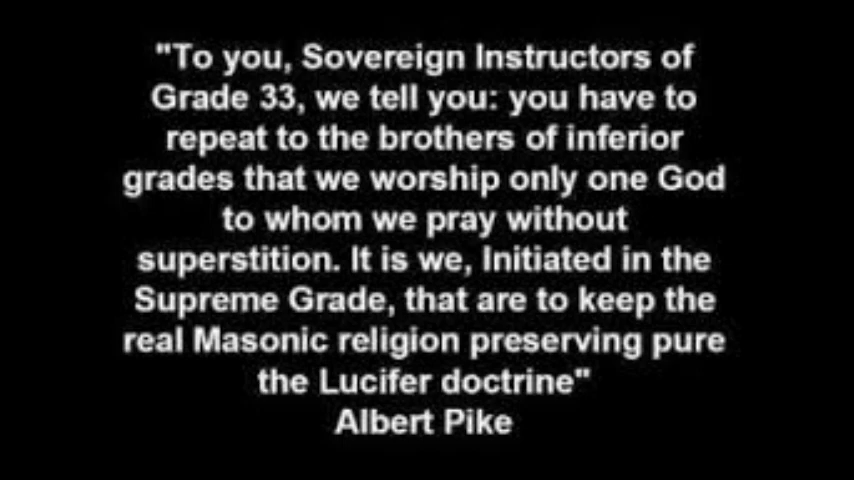 "To you, Sovereign Instructors of
Grade 33, we tell you: you have to
repeat to the brothers of inferior
grades that we worship only one God
to whom we pray without
superstition. It is we, Initiated in the
Supreme Grade, that are to keep the
real Masonic religion preserving pure
the Lucifer doctrine"
Albert Pike